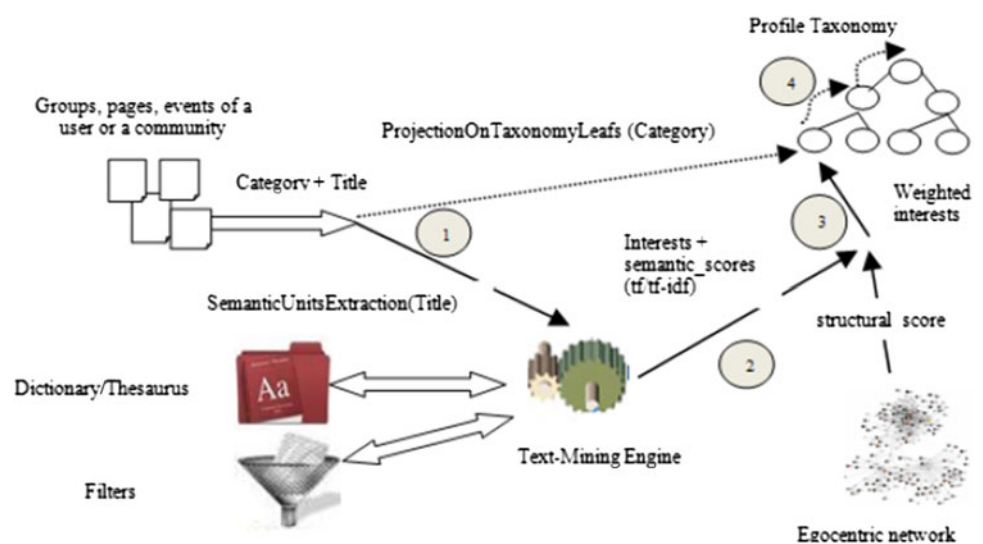 Profile Taxonomy
4
Groups, pages, events of a
user or a community
ProjectionOnTaxonomyLeafs (Category)
Category + Title
Weighted
interests
3
1
Interests +
semantic_scores
(tf/tf-idf)
SemanticUnitsExtraction(Title)
structural score
2
Dictionary/Thesaurus
Aa
Text-Mining Engine
Filters
Egocentric network